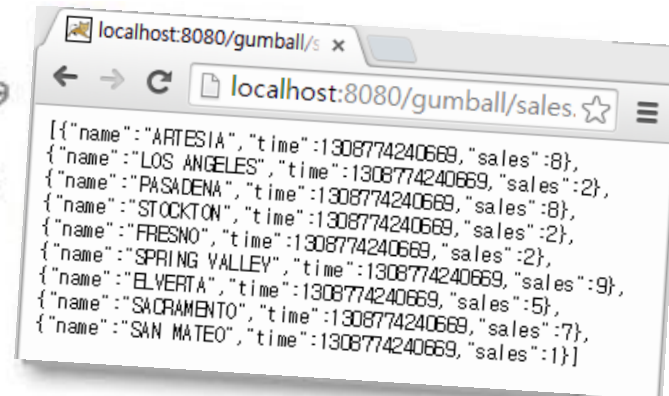 localhost:8080/gumball/s
localhost:8080/gumball/sales.
[{"name":"ARTESIA","time":1308774240669,"sales":8},
{"name":"LOS ANGELES","time":1308774240669,"sales":2},
{"name":"PASADENA","time":1308774240669,"sales":8},
{"name":"STOCKTON","time":1308774240669,"sales":2},
{"name":"FRESNO","time":1308774240669,"sales":2},
{"name":"SPRING VALLEY","time":1308774240669,"sales":9},
{"name":"ELVERTA","time":1308774240669,"sales":5},
{"name":"SACRAMENTO","time":1308774240669,"sales":7},
{"name":"SAN MATEO","time":1308774240669,"sales":1}]